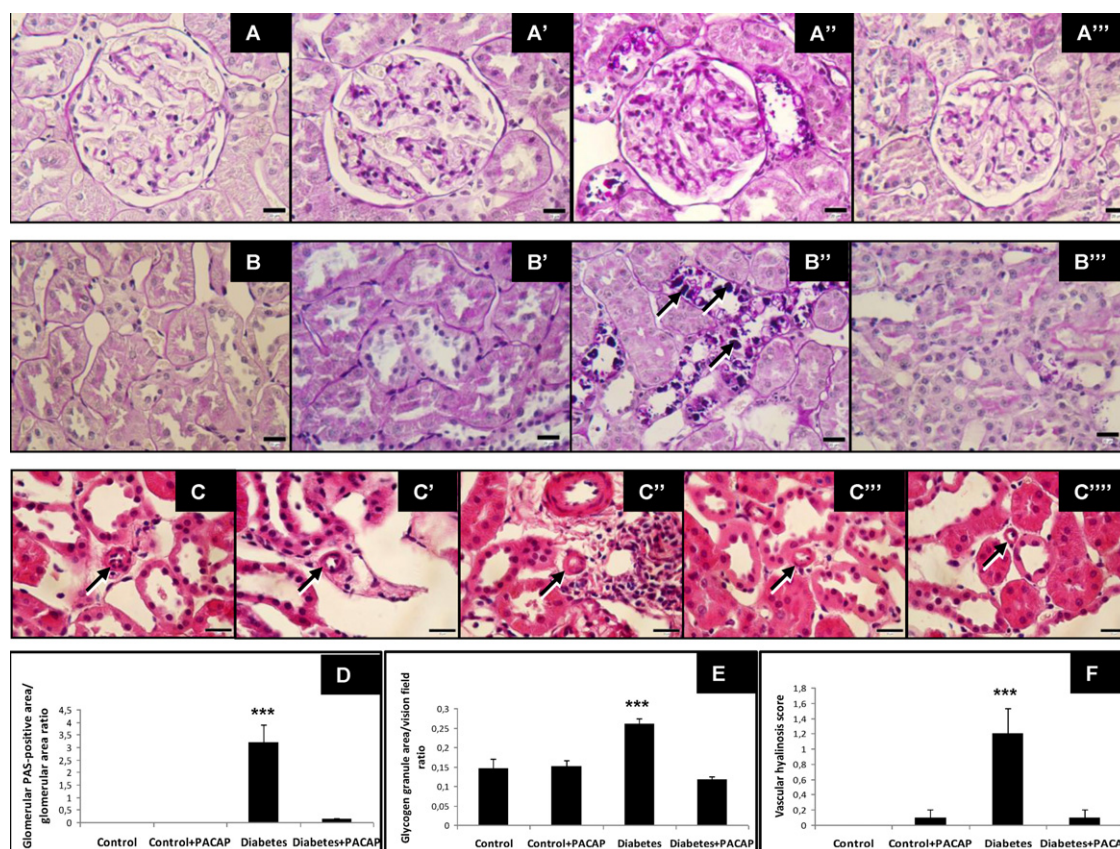 A
A'
A''
A'''
B
B'
B''
B'''
C
C'
C''
C'''
C''''
D
Glomerular PAS-positive area/
glomerular area ratio
4,5
4
3,5
3
2,5
2
1,5
1
0,5
0
***
Control Control+PACAP Diabetes Diabetes+PACAP
E
Glycogen granule area/vision field
ratio
0,3
0,25
0,2
0,15
0,1
0,05
0
***
Control Control+PACAP Diabetes Diabetes+PACAP
F
Vascular hyalinosis score
1,8
1,6
1,4
1,2
1
0,8
0,6
0,4
0,2
0
***
Control Control+PACAP Diabetes Diabetes+PACAP